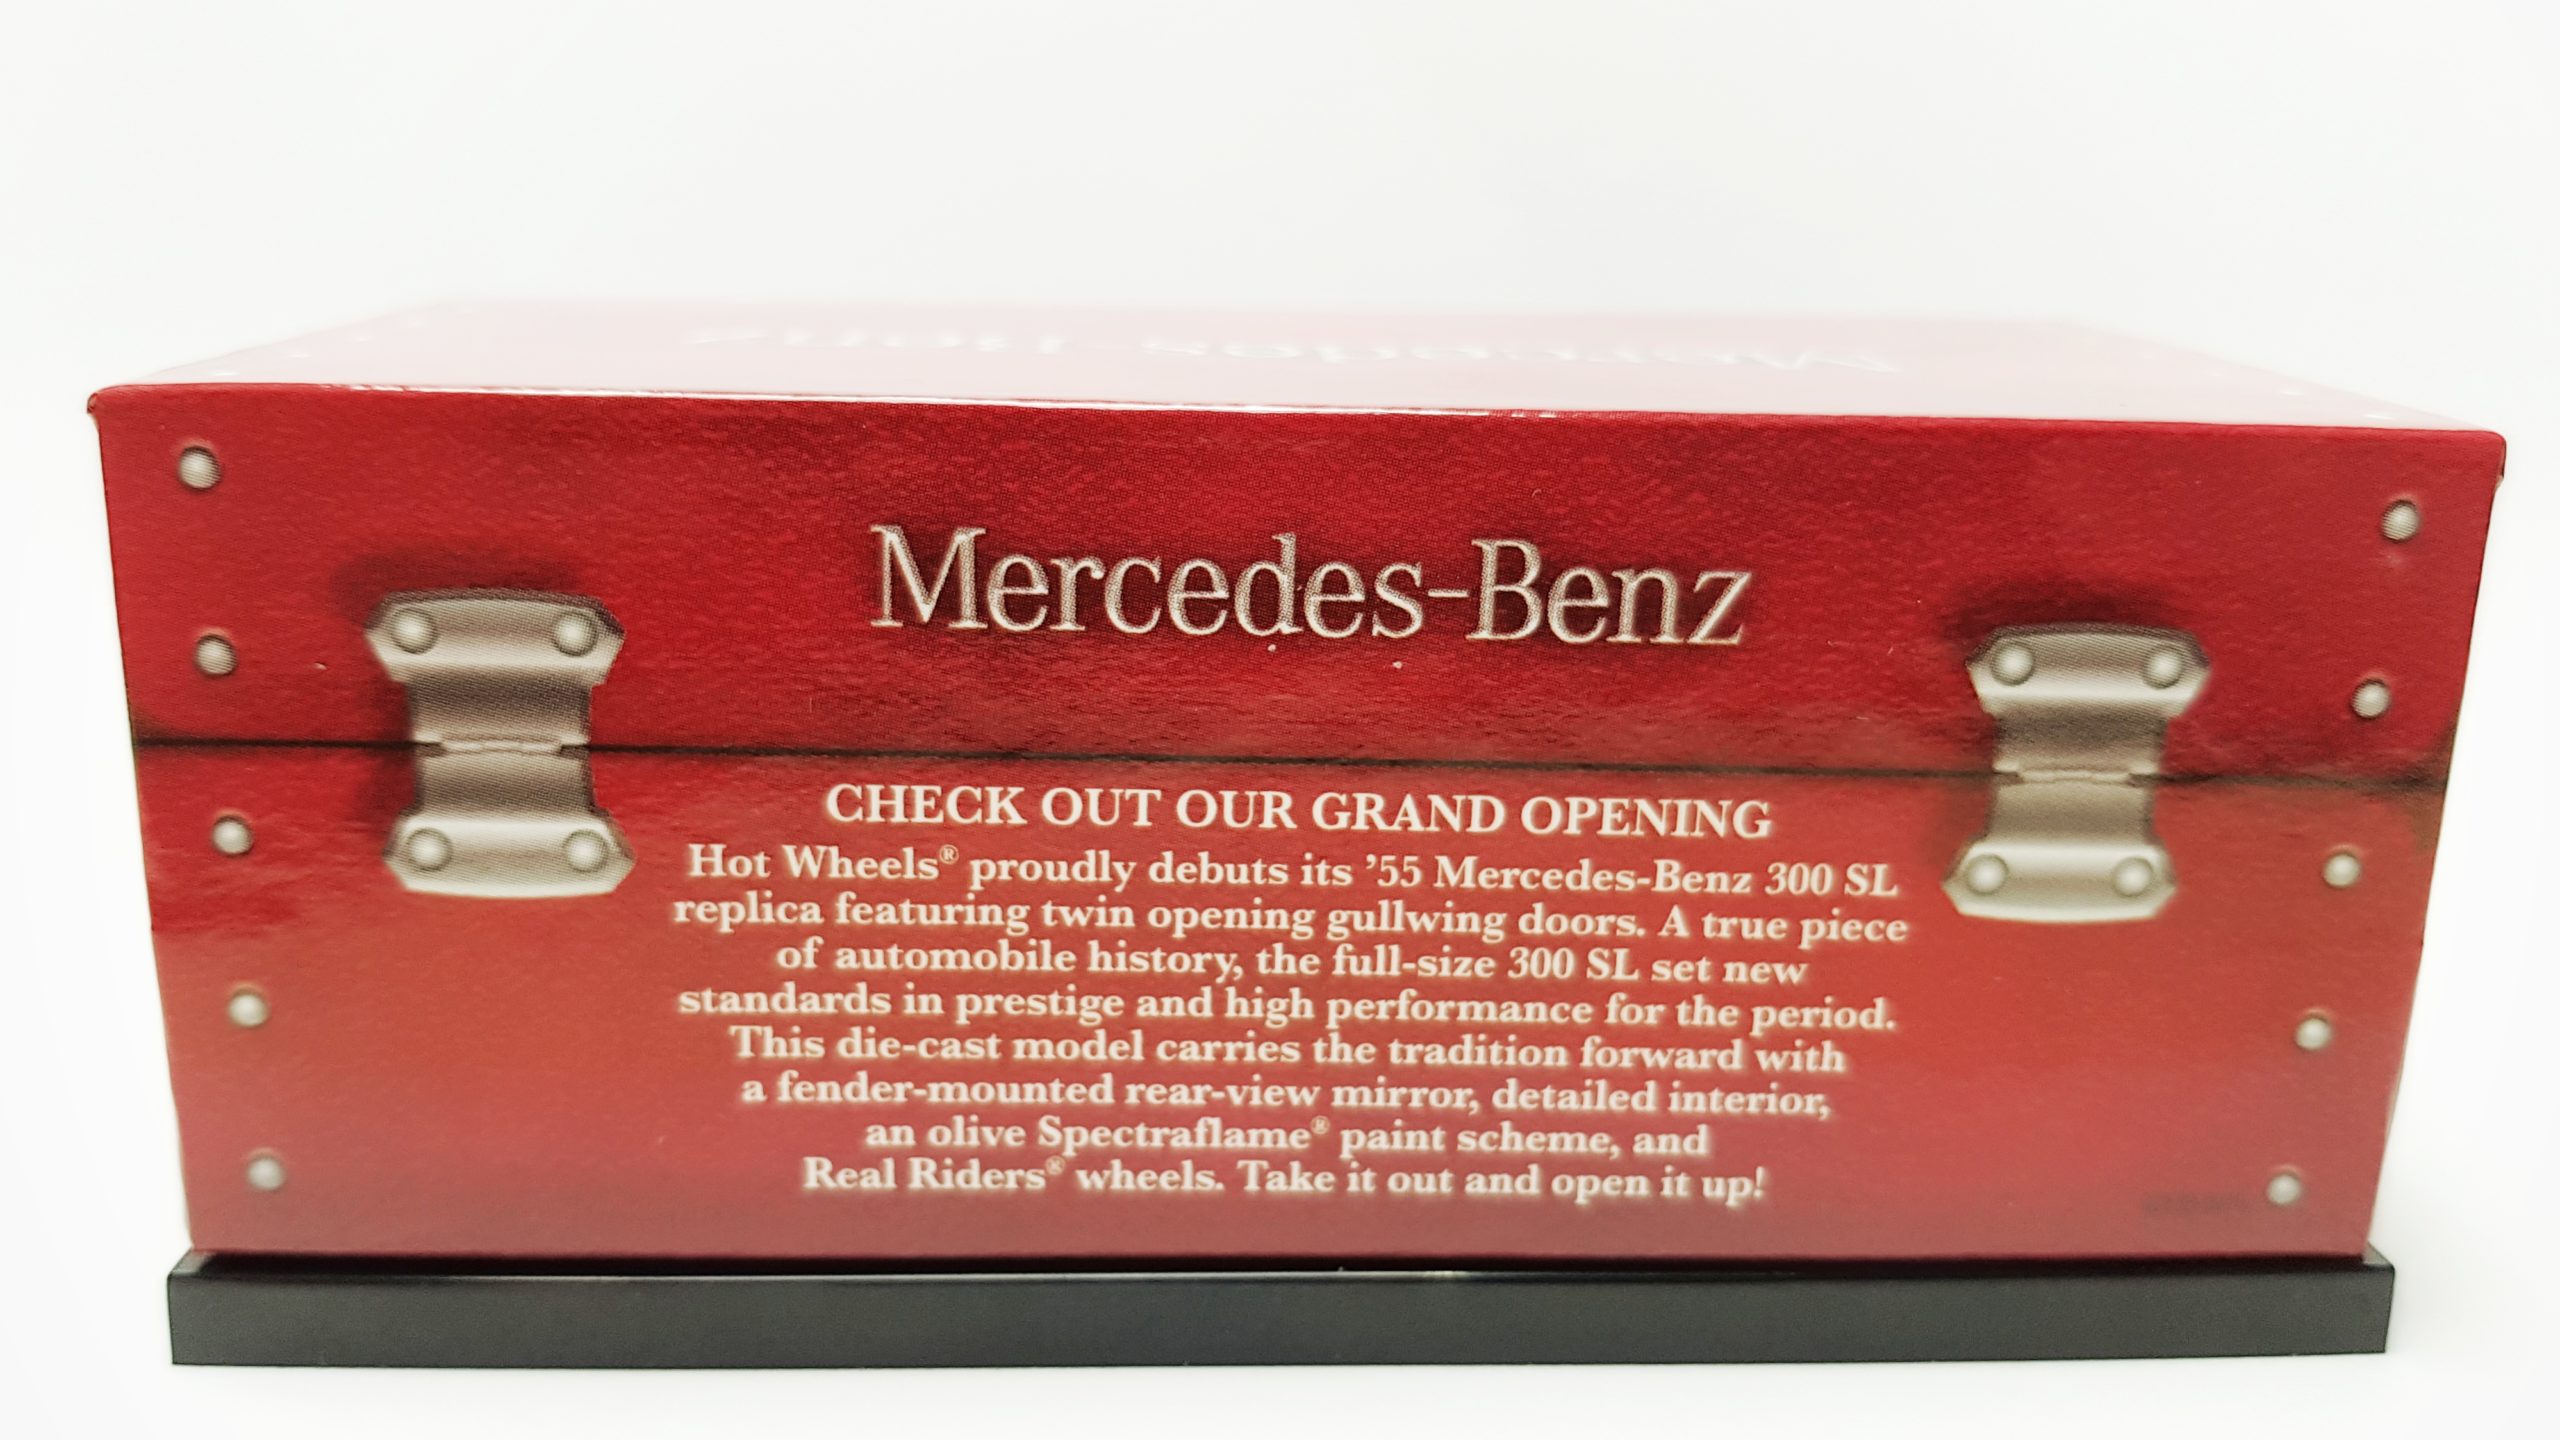 Mercedes-Benz
Mercedes-Benz
CHECK OUT OUR GRAND OPENING
Hot Wheels® proudly debuts its ’55 Mercedes-Benz 300 SL
replica featuring twin opening gullwing doors. A true piece
of automobile history, the full-size 300 SL set new
standards in prestige and high performance for the period.
This die-cast model carries the tradition forward with
a fender-mounted rear-view mirror, detailed interior,
an olive Spectraflame® paint scheme, and
Real Riders® wheels. Take it out and open it up!